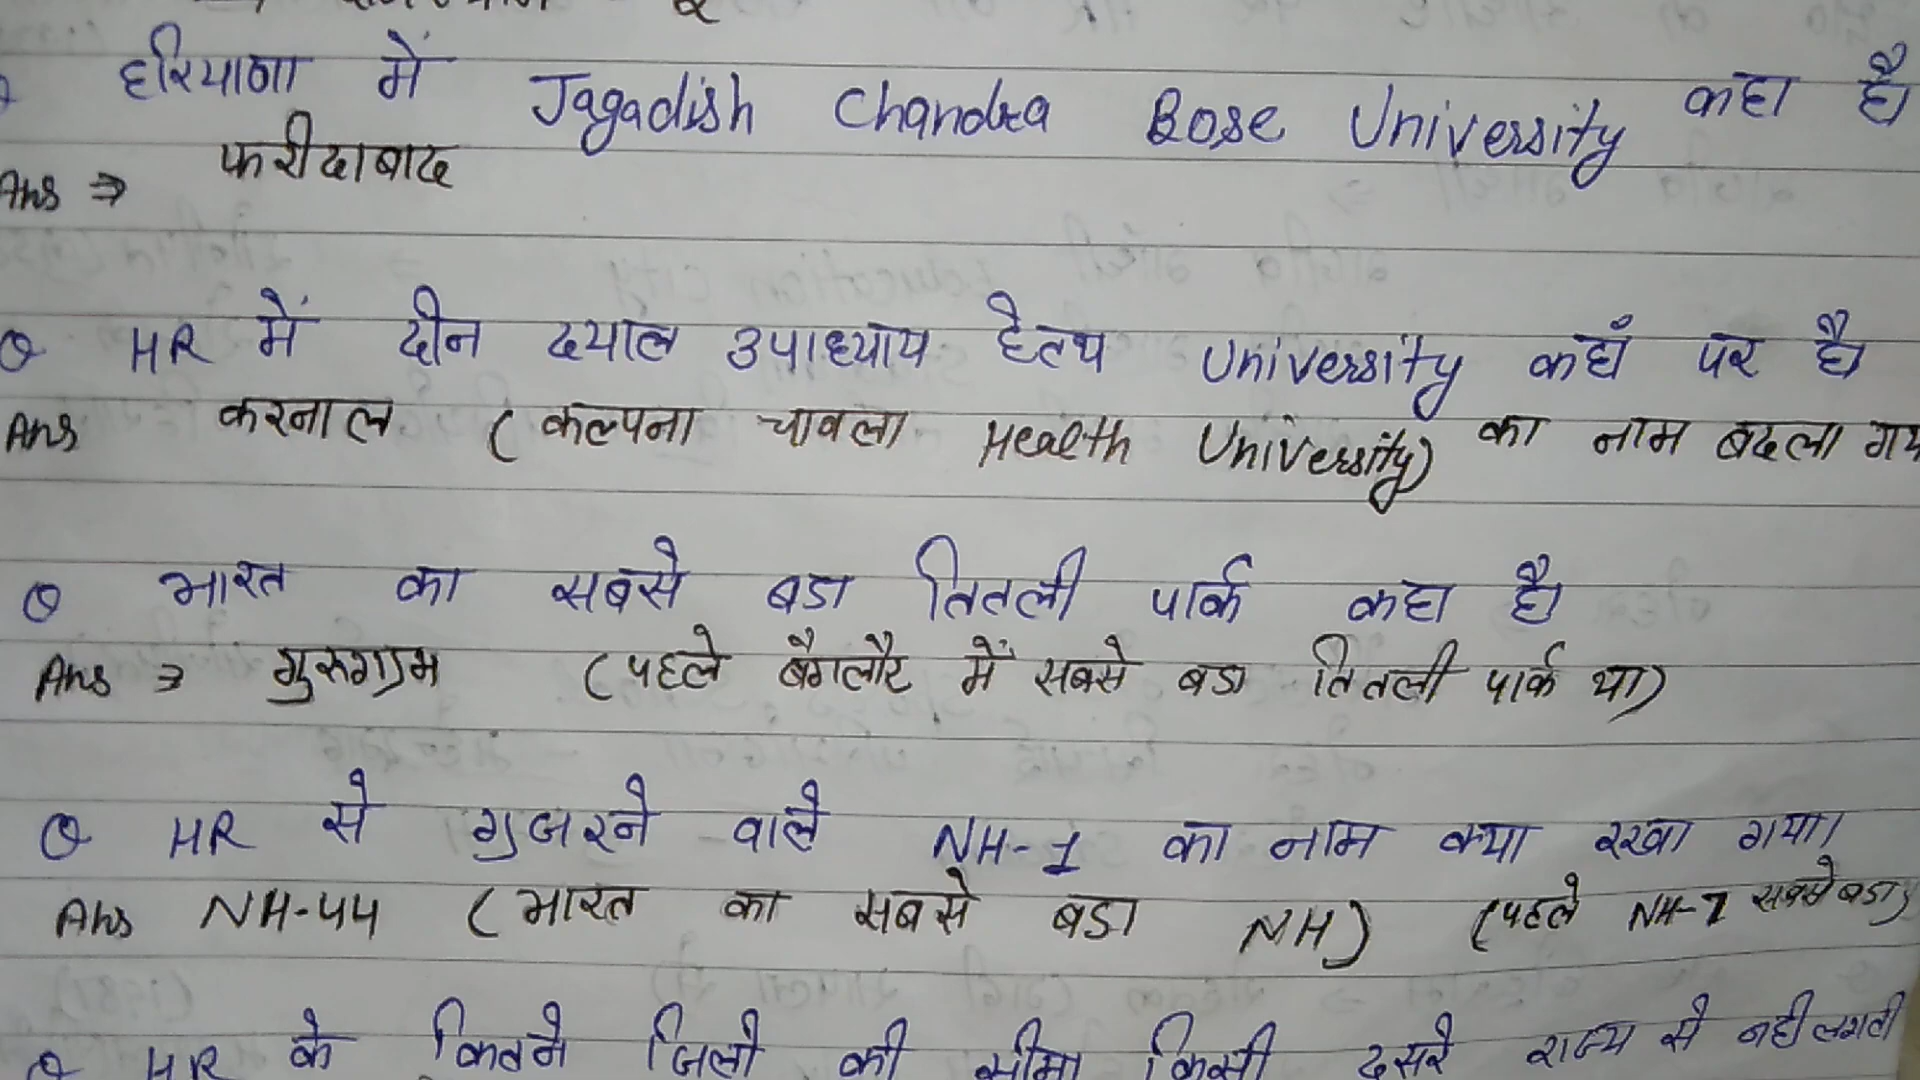 हरियाणा में Jagadish Chandra Bose University कहा है
Ans ⇒ फरीदाबाद
Q HR में दीन दयाल उपाध्याय हेल्थ University कहाँ पर है
Ans करनाल (कल्पना चावला Health University) का नाम बदला गया
Q भारत का सबसे बडा तितली पार्क कहा है
Ans ⇒ गुरुग्राम (पहले बैंगलौर में सबसे बडा तितली पार्क था)
Q HR से गुजरने वाले NH-1 का नाम क्या रखा गया।
Ans NH-44 (भारत का सबसे बडा NH) (पहले NH-7 सबसे बडा)
Q HR के कितने जिलो की सीमा किसी दूसरे राज्य से नही लगती